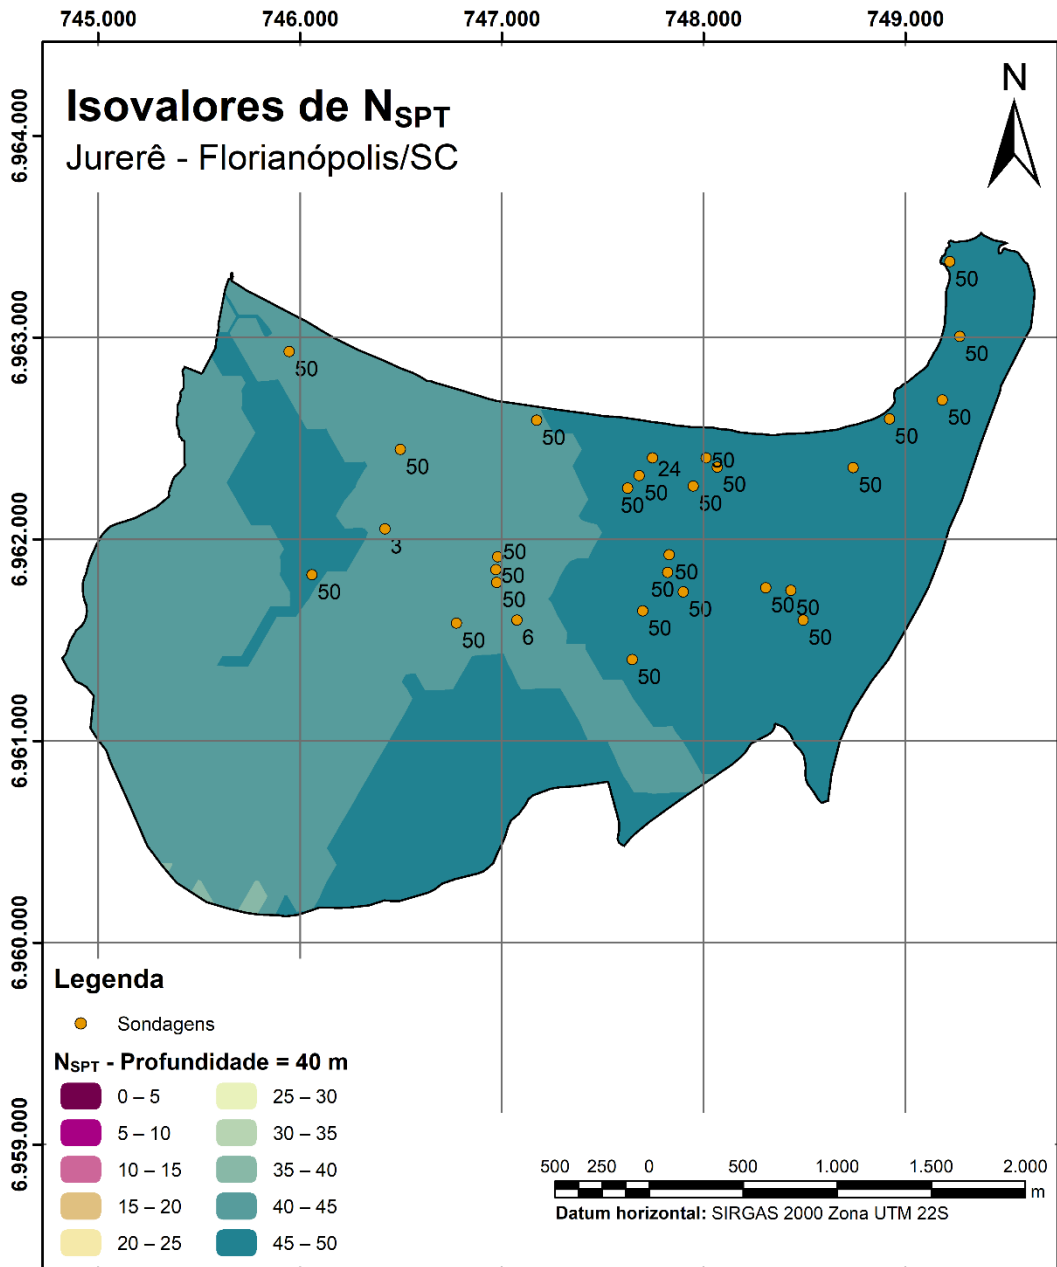 745.000 746.000 747.000 748.000 749.000
Isovalores de NSPT
Jurerê - Florianópolis/SC
N
6.964.000
6.963.000
6.962.000
6.961.000
6.960.000
6.959.000
50
50
50
50
50
50
50
50
24
50
50
50
50
50
50
3
50
50
50
50
50
50
50
50
50
50
50
6
50
50
50
Legenda
Sondagens
NSPT - Profundidade = 40 m
0 – 5 25 – 30
5 – 10 30 – 35
10 – 15 35 – 40
15 – 20 40 – 45
20 – 25 45 – 50
500 250 0 500 1.000 1.500 2.000
m
Datum horizontal: SIRGAS 2000 Zona UTM 22S